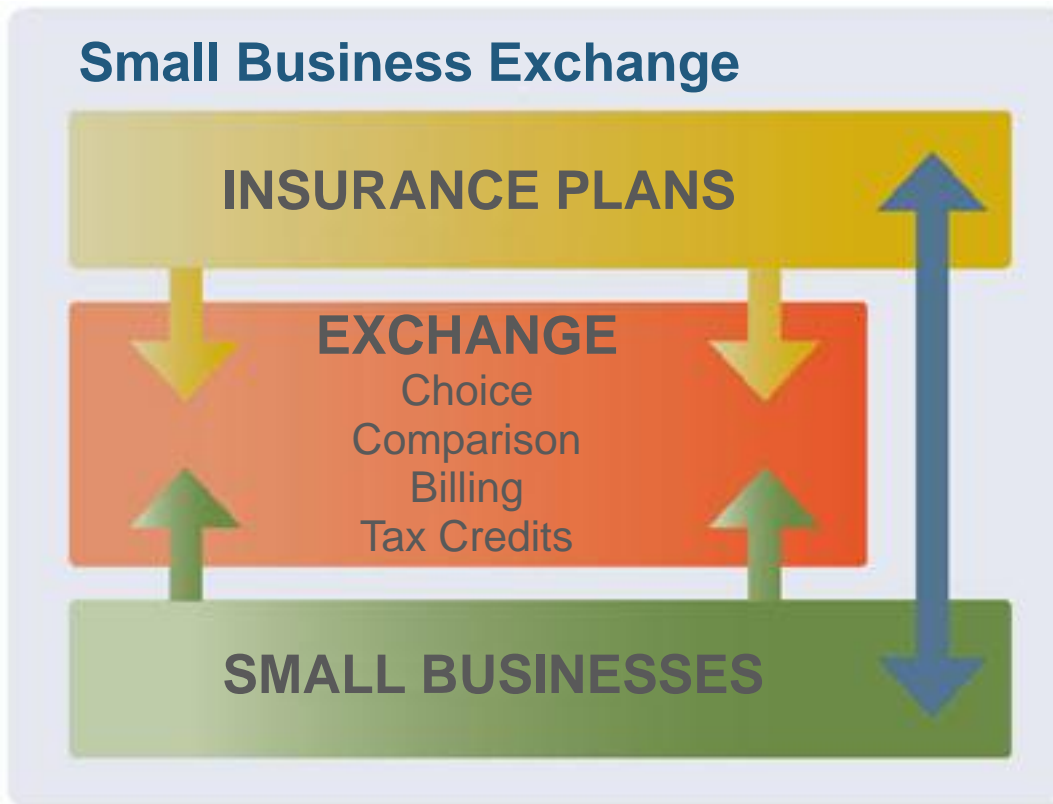 Small Business Exchange
INSURANCE PLANS
EXCHANGE
Choice
Comparison
Billing
Tax Credits
SMALL BUSINESSES